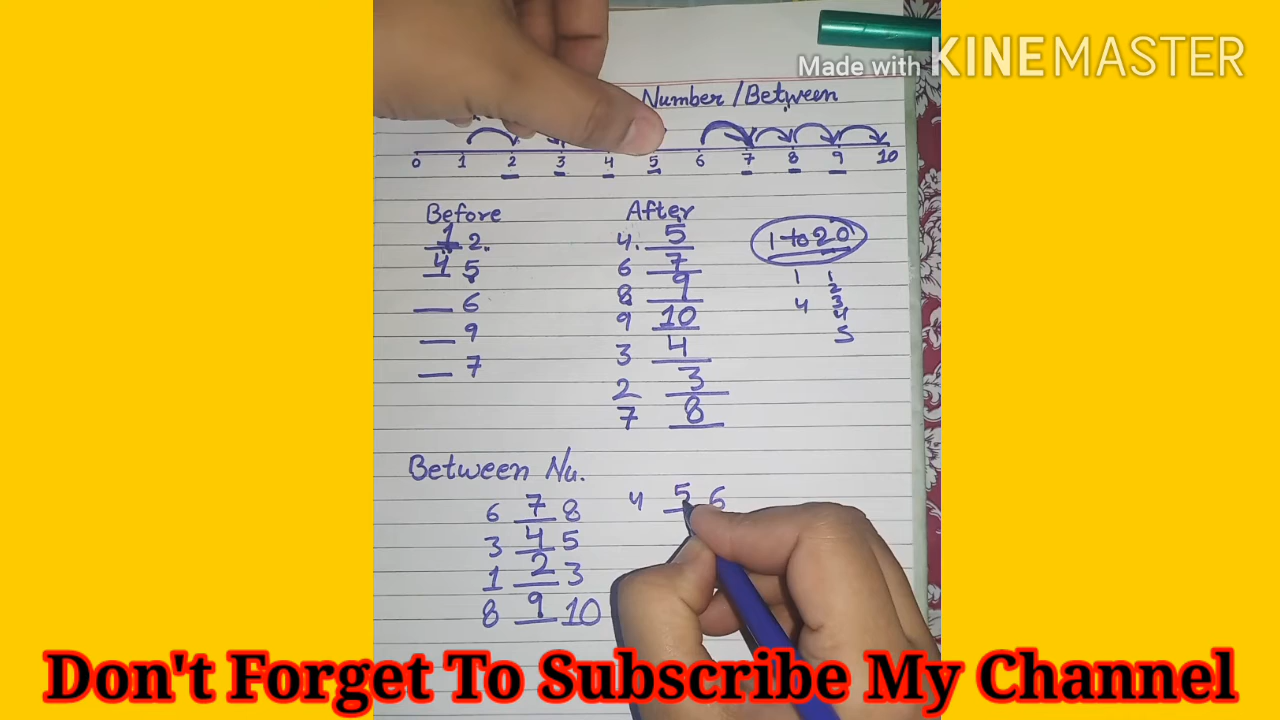 Made with KINEMASTER
Number / Between
0 1 2 3 4 5 6 7 8 9 10
Before
1 2.
4 5
__ 6
__ 9
__ 7
After
4. 5
6 7
8 9
9 10
3 4
2 3
7 8
1 to 20
1 1
2
4 3
4
5
Between Nu.
6 7 8
3 4 5
1 2 3
8 9 10
4 5 6
Don't Forget To Subscribe My Channel